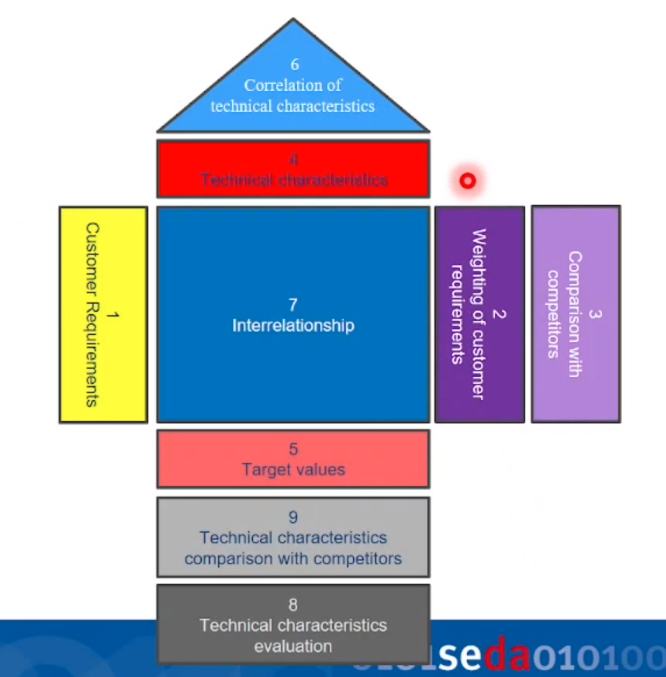 6
Correlation of
technical characteristics
4
Technical characteristics
1
Customer Requirements
7
Interrelationship
2
Weighting of customer
requirements
3
Comparison with
competitors
5
Target values
9
Technical characteristics
comparison with competitors
8
Technical characteristics
evaluation
seda010100